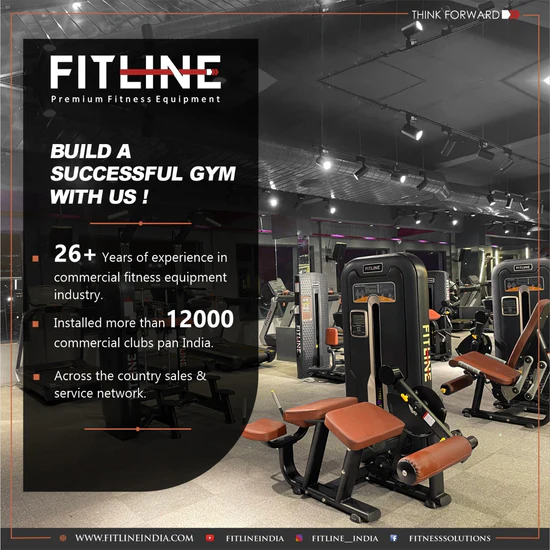 THINK FORWARD
FITLINE
Premium Fitness Equipment
BUILD A
SUCCESSFUL GYM
WITH US !
26+ Years of experience in
commercial fitness equipment
industry.
Installed more than 12000
commercial clubs pan India.
Across the country sales &
service network.
FITLINE
FITLINE
FITLINE
FITLINE
WWW.FITLINEINDIA.COM FITLINEINDIA FITLINE__INDIA FITNESSSOLUTIONS